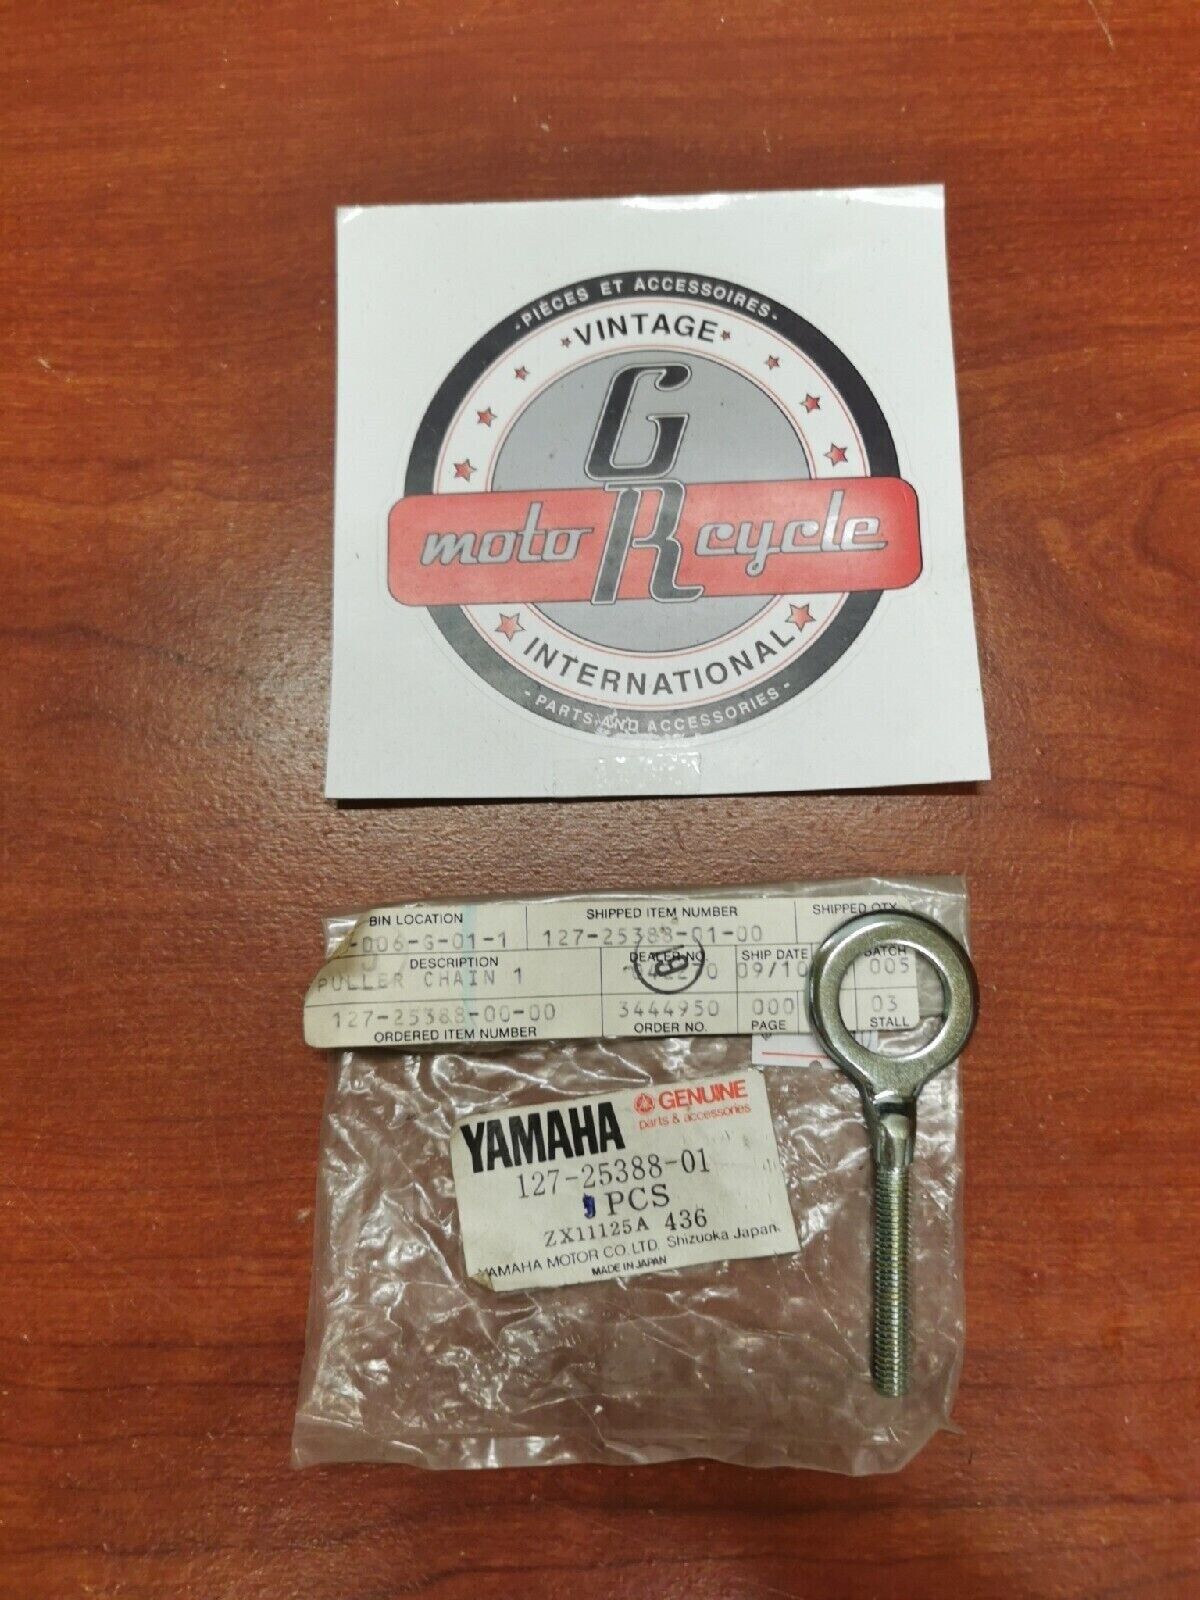 -PIÈCES ET ACCESSOIRES-
VINTAGE
G
moto R cycle
INTERNATIONAL
-PARTS AND ACCESSORIES-
BIN LOCATION SHIPPED ITEM NUMBER SHIPPED QTY
-006-G-01-1 127-25388-01-00
DESCRIPTION DEALER NO. SHIP DATE BATCH
PULLER CHAIN 1 09/10 005
127-25388-00-00 3444950 000 03
ORDERED ITEM NUMBER ORDER NO. PAGE STALL
YAMAHA GENUINE
parts & accessories
127-25388-01
1 PCS
ZX11125A 436
YAMAHA MOTOR CO.LTD. Shizuoka Japan.
MADE IN JAPAN